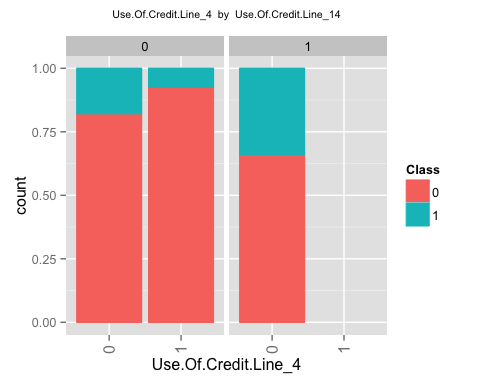 Use.Of.Credit.Line_4 by Use.Of.Credit.Line_14
0 1
1.00
0.75
0.50
0.25
0.00
count
0 1 0 1
Use.Of.Credit.Line_4
Class
0
1